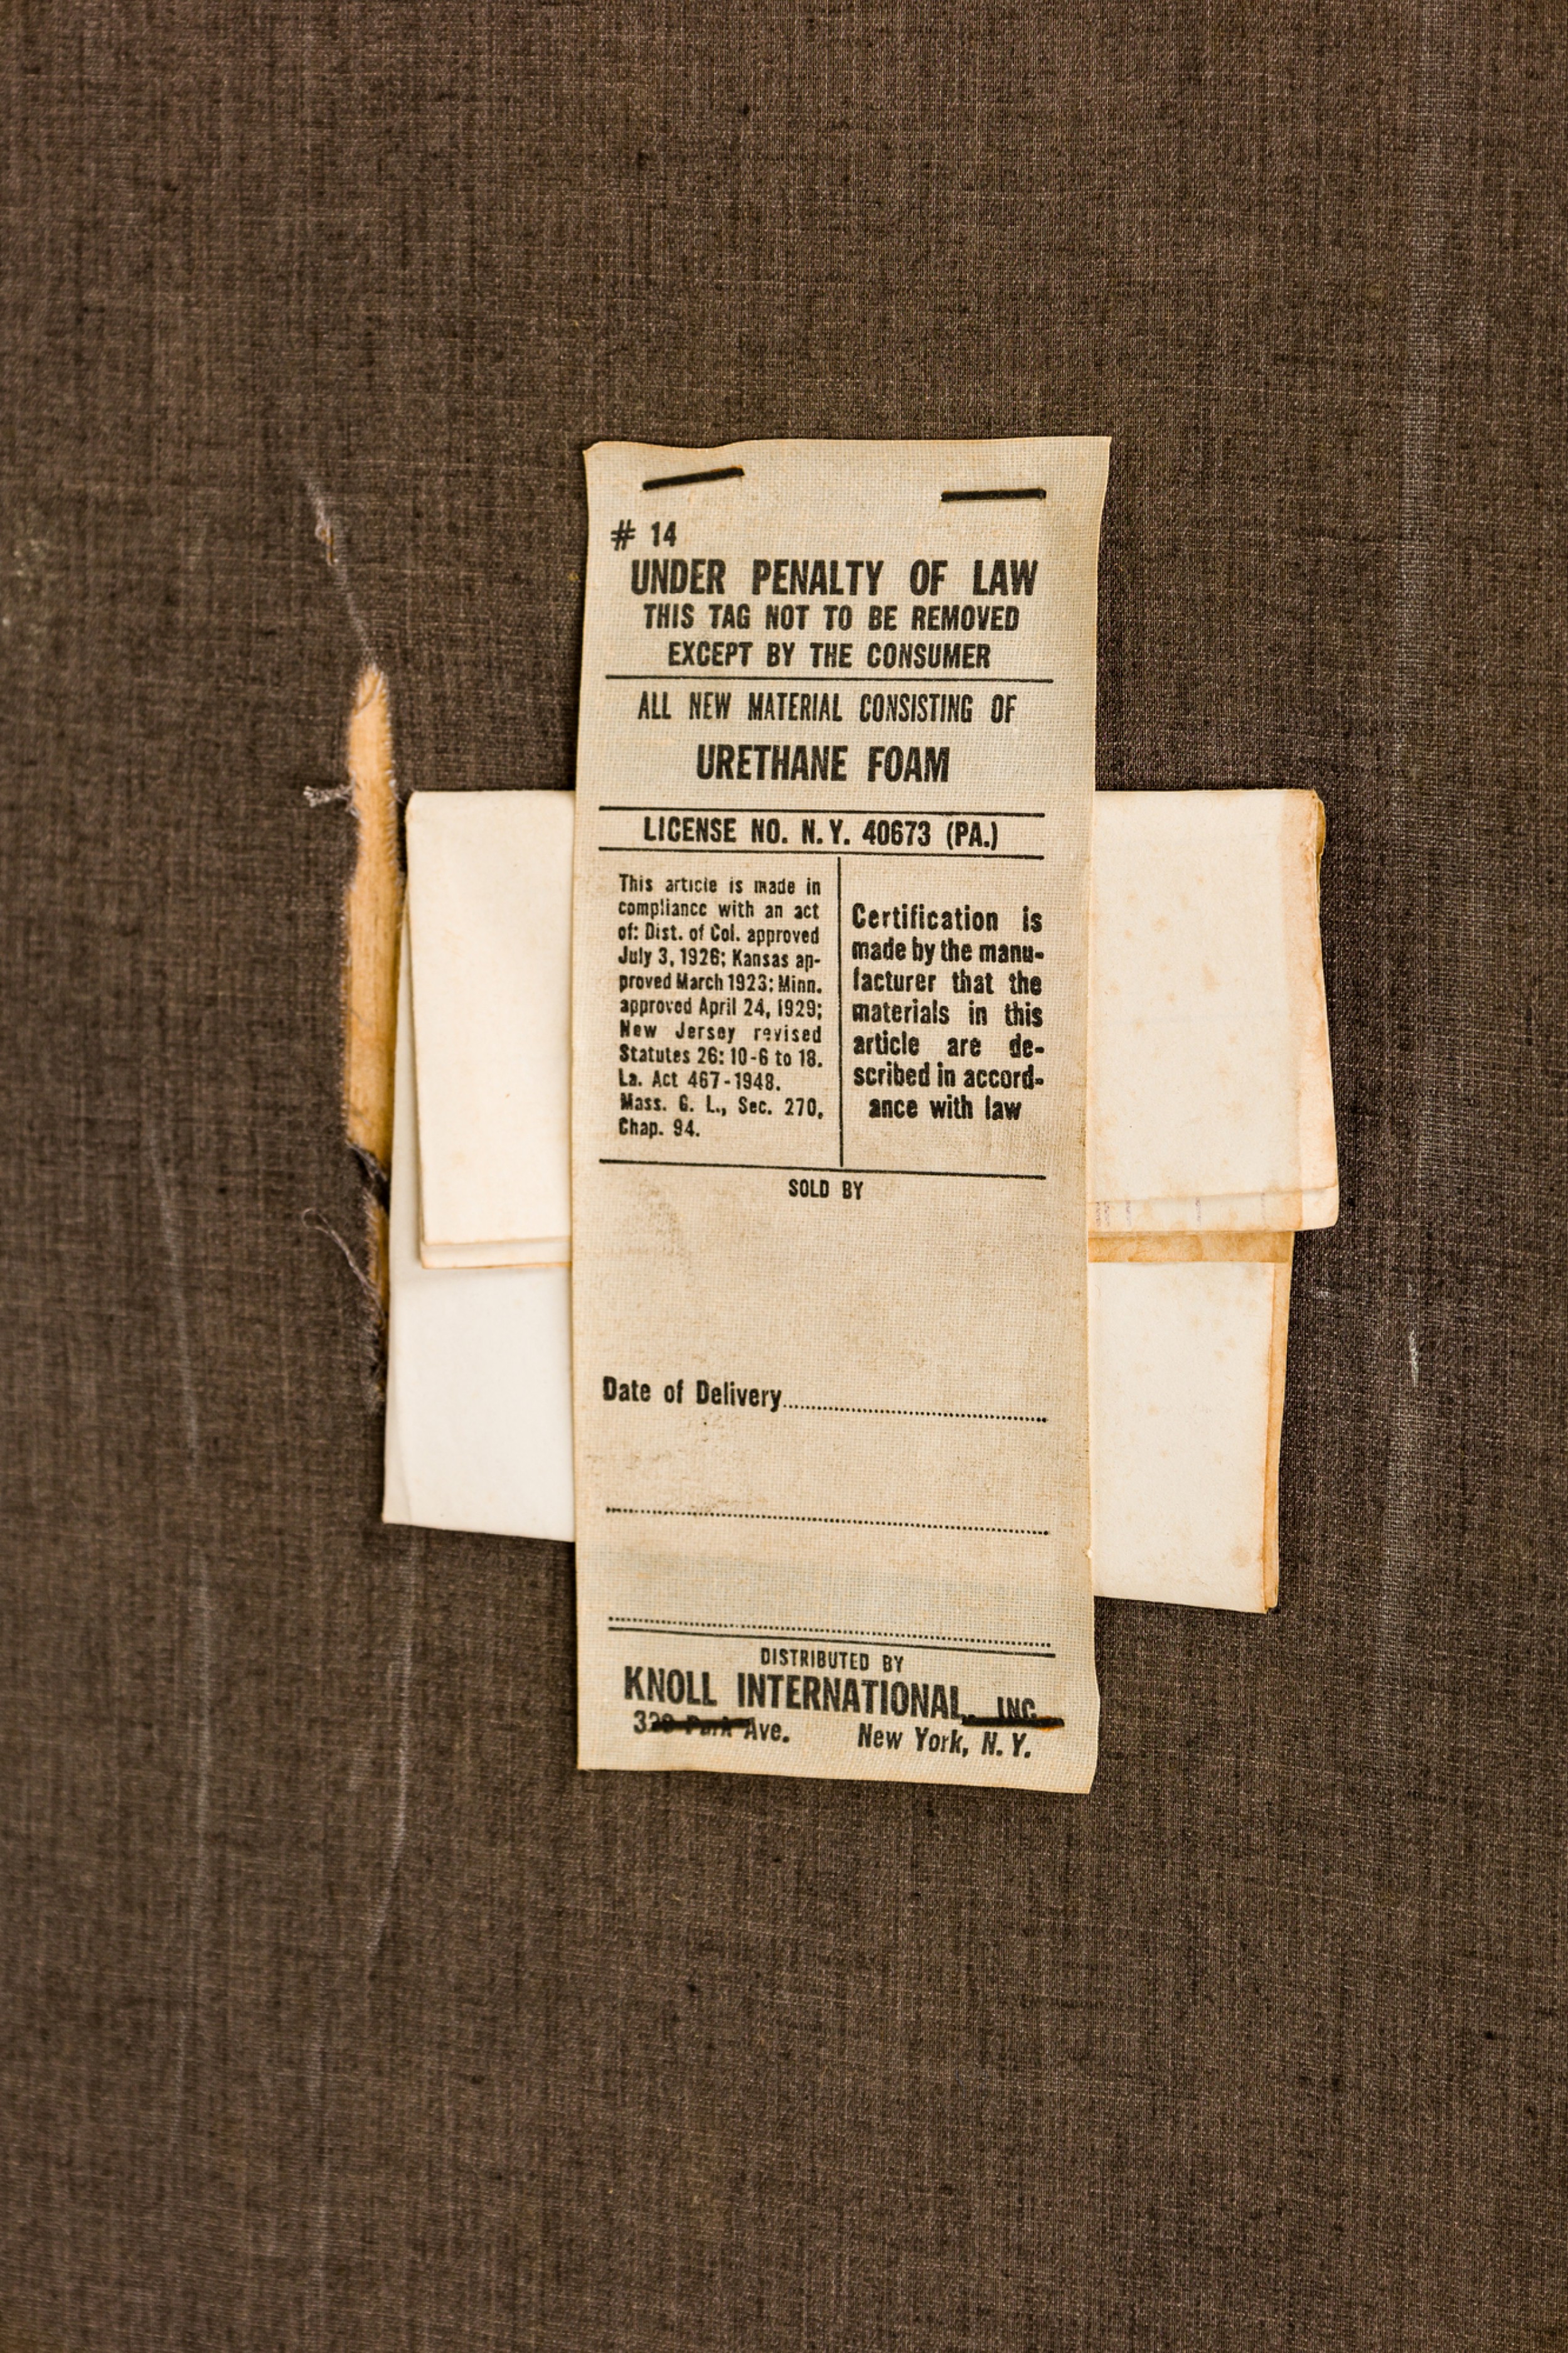 # 14
UNDER PENALTY OF LAW
THIS TAG NOT TO BE REMOVED
EXCEPT BY THE CONSUMER
ALL NEW MATERIAL CONSISTING OF
URETHANE FOAM
LICENSE NO. N.Y. 40673 (PA.)
This article is made in
compliance with an act
of: Dist. of Col. approved
July 3, 1926; Kansas ap-
proved March 1923; Minn.
approved April 24, 1929;
New Jersey revised
Statutes 26: 10-6 to 18.
La. Act 467-1948.
Mass. G. L., Sec. 270,
Chap. 94.
Certification is
made by the manu-
facturer that the
materials in this
article are de-
scribed in accord-
ance with law
SOLD BY
Date of Delivery
DISTRIBUTED BY
KNOLL INTERNATIONAL, INC.
Park Ave. New York, N.Y.